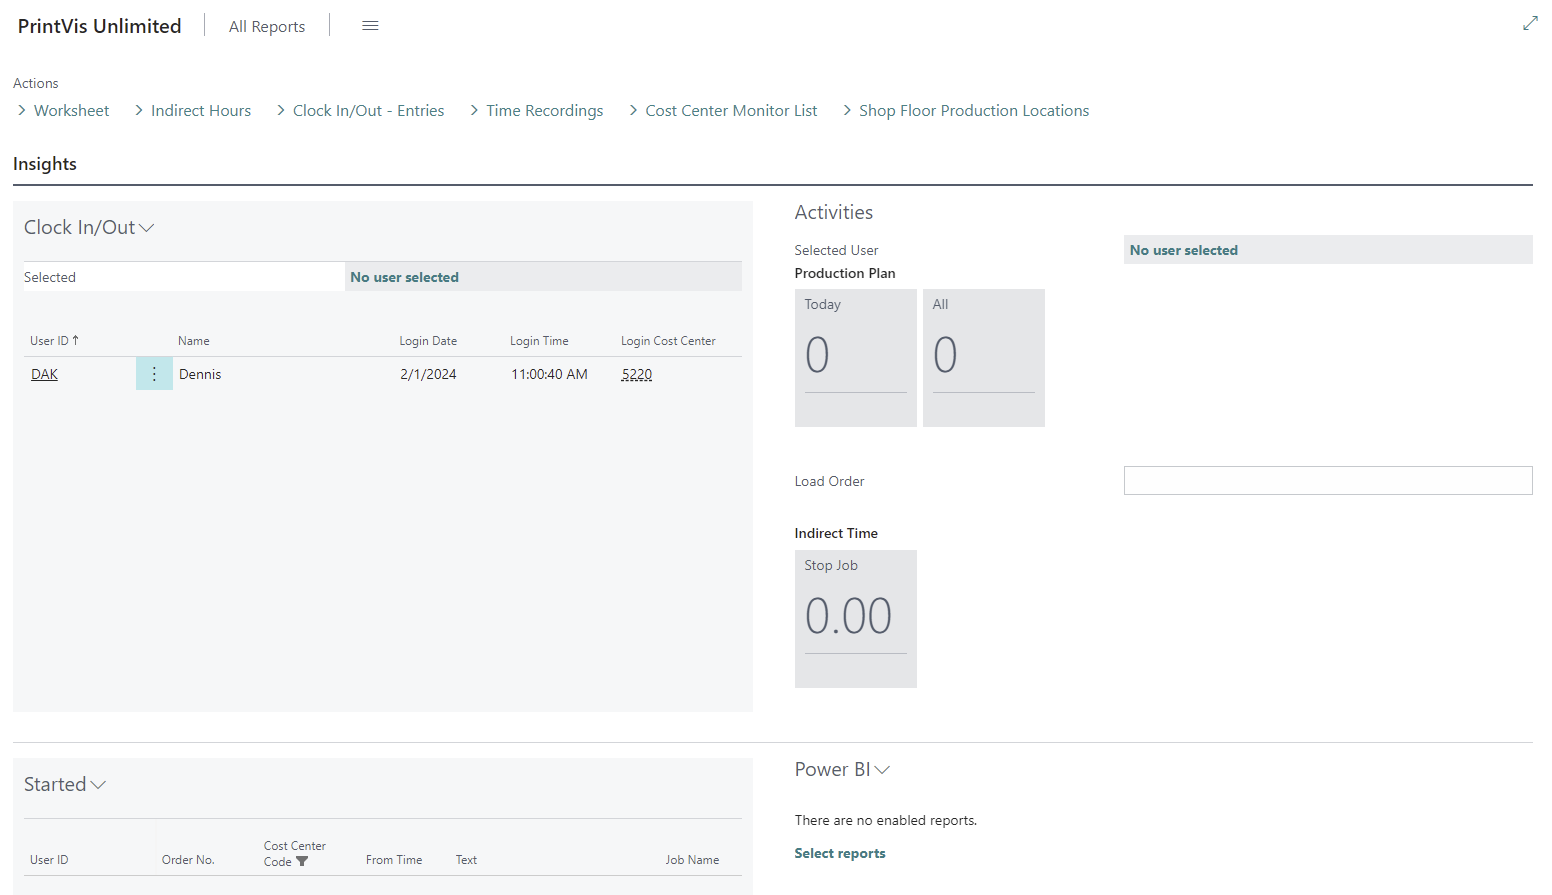 PrintVis Unlimited
All Reports
Actions
Worksheet
Indirect Hours
Clock In/Out - Entries
Time Recordings
Cost Center Monitor List
Shop Floor Production Locations
Insights
Clock In/Out
Selected
No user selected
User ID ↑
Name
Login Date
Login Time
Login Cost Center
DAK
Dennis
2/1/2024
11:00:40 AM
5220
Activities
Selected User
No user selected
Production Plan
Today
All
0
0
Load Order
Indirect Time
Stop Job
0.00
Started
User ID
Order No.
Cost Center
Code
From Time
Text
Job Name
Power BI
There are no enabled reports.
Select reports